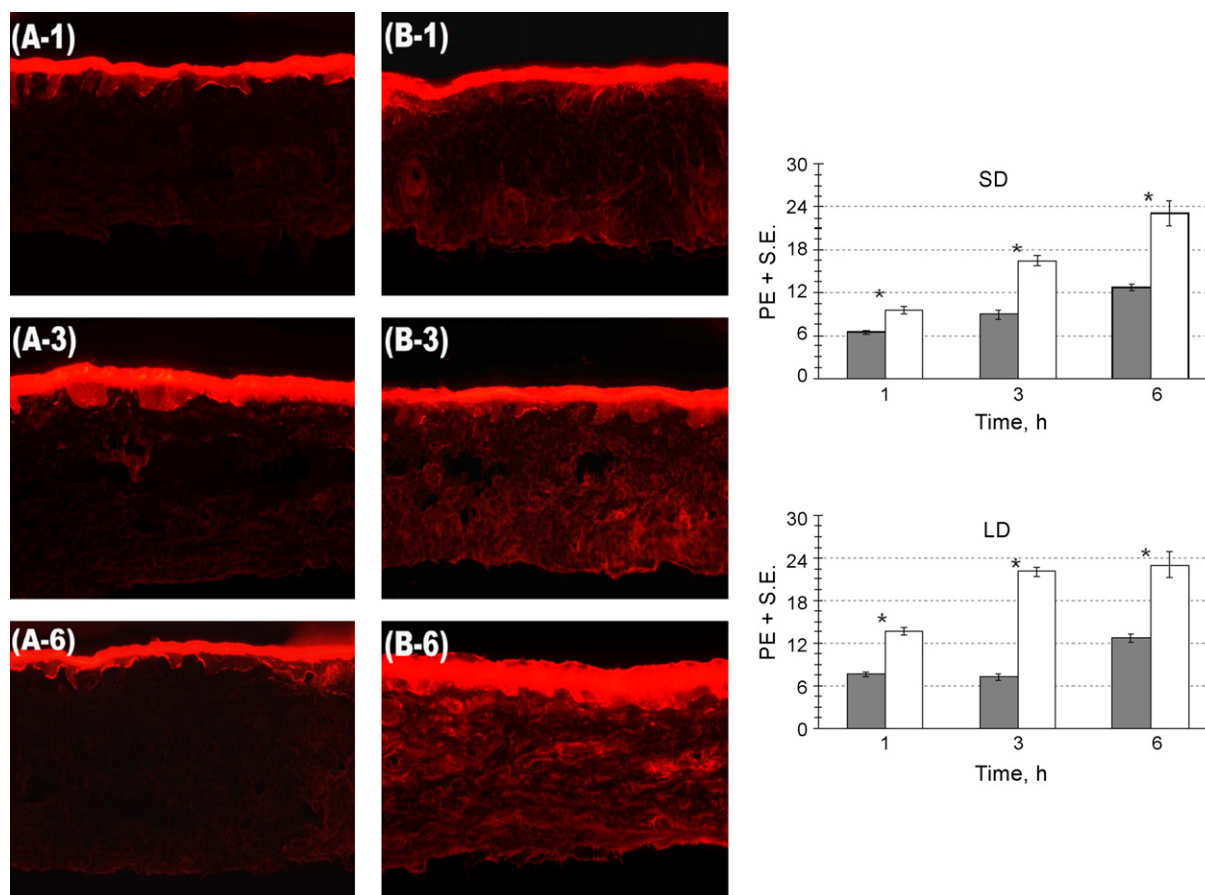 (A-1)
(B-1)
(A-3)
(B-3)
(A-6)
(B-6)
SD
PE + S.E.
30
24
18
12
6
0
*
*
*
1 3 6
Time, h
LD
PE + S.E.
30
24
18
12
6
0
*
*
*
1 3 6
Time, h